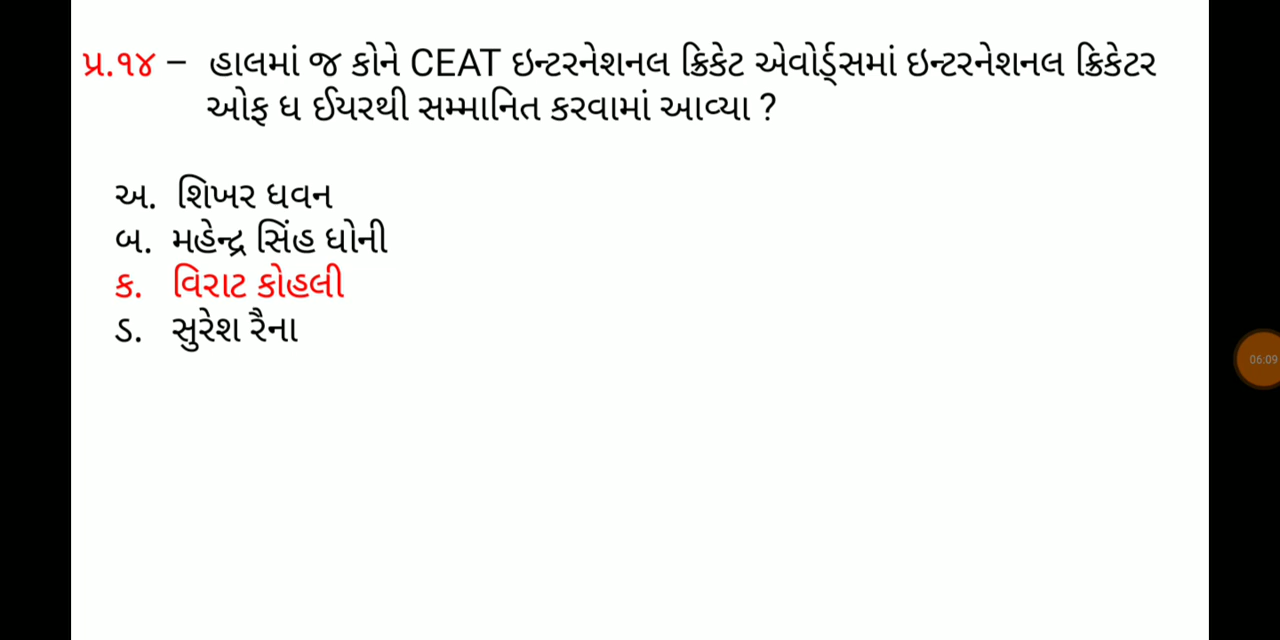 પ્ર.૧૪ – હાલમાં જ કોને CEAT ઇન્ટરનેશનલ ક્રિકેટ એવોર્ડ્સમાં ઇન્ટરનેશનલ ક્રિકેટર
ઓફ ધ ઈયરથી સમ્માનિત કરવામાં આવ્યા ?
અ. શિખર ધવન
બ. મહેન્દ્ર સિંહ ધોની
ક. વિરાટ કોહલી
ડ. સુરેશ રૈના
06:09